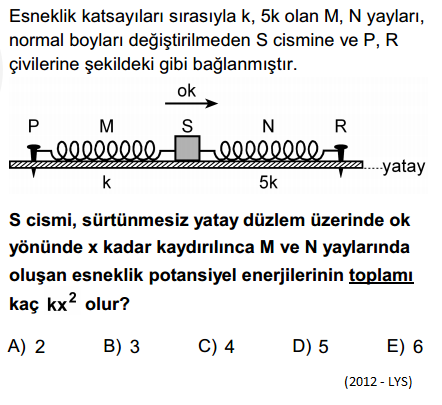 Esneklik katsayıları sırasıyla k, 5k olan M, N yayları,
normal boyları değiştirilmeden S cismine ve P, R
çivilerine şekildeki gibi bağlanmıştır.
ok
P M S N R
yatay
k 5k
S cismi, sürtünmesiz yatay düzlem üzerinde ok
yönünde x kadar kaydırılınca M ve N yaylarında
oluşan esneklik potansiyel enerjilerinin toplamı
kaç kx² olur?
A) 2 B) 3 C) 4 D) 5 E) 6
(2012 - LYS)